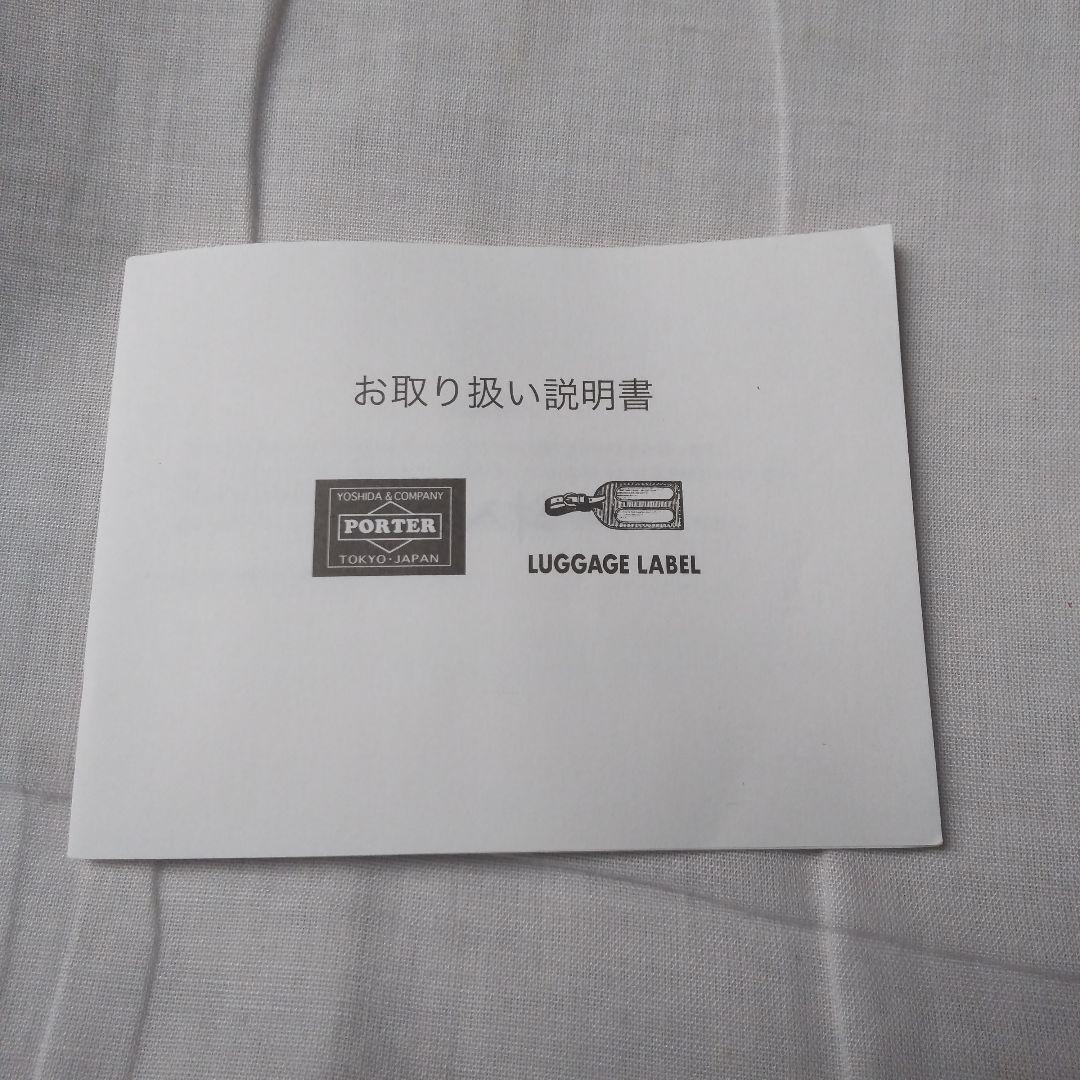 お取り扱い説明書
YOSHIDA & COMPANY
PORTER
TOKYO・JAPAN
LUGGAGE LABEL